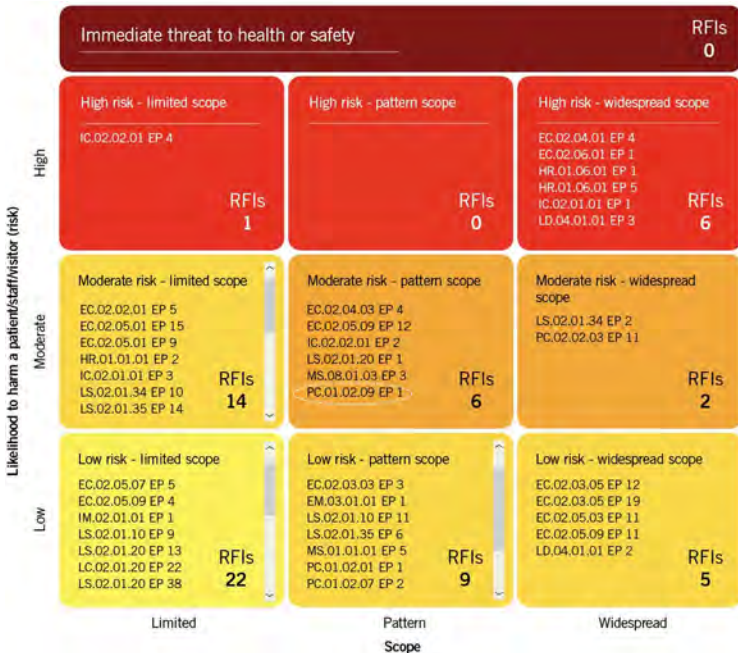 Immediate threat to health or safety
RFIs
0
High risk - limited scope
IC.02.02.01 EP 4
RFIs
1
High risk - pattern scope
RFIs
0
High risk - widespread scope
EC.02.04.01 EP 4
EC.02.06.01 EP 1
HR.01.06.01 EP 1
HR.01.06.01 EP 5
IC.02.01.01 EP 1
LD.04.01.01 EP 3
RFIs
6
High
Moderate risk - limited scope
EC.02.02.01 EP 5
EC.02.05.01 EP 15
EC.02.05.01 EP 9
HR.01.01.01 EP 2
IC.02.01.01 EP 3
LS.02.01.34 EP 10
LS.02.01.35 EP 14
RFIs
14
Moderate risk - pattern scope
EC.02.04.03 EP 4
EC.02.05.09 EP 12
IC.02.02.01 EP 2
LS.02.01.20 EP 1
MS.08.01.03 EP 3
PC.01.02.09 EP 1
RFIs
6
Moderate risk - widespread
scope
LS.02.01.34 EP 2
PC.02.02.03 EP 11
RFIs
2
Moderate
Likelihood to harm a patient/staff/visitor (risk)
Low risk - limited scope
EC.02.05.07 EP 5
EC.02.05.09 EP 4
IM.02.01.01 EP 1
LS.02.01.10 EP 9
LS.02.01.20 EP 13
LC.02.01.20 EP 22
LS.02.01.20 EP 38
RFIs
22
Low risk - pattern scope
EC.02.03.03 EP 3
EM.03.01.01 EP 1
LS.02.01.10 EP 11
LS.02.01.35 EP 6
MS.01.01.01 EP 5
PC.01.02.01 EP 1
PC.01.02.07 EP 2
RFIs
9
Low risk - widespread scope
EC.02.03.05 EP 12
EC.02.03.05 EP 19
EC.02.05.03 EP 11
EC.02.05.09 EP 11
LD.04.01.01 EP 2
RFIs
5
Low
Limited
Pattern
Widespread
Scope